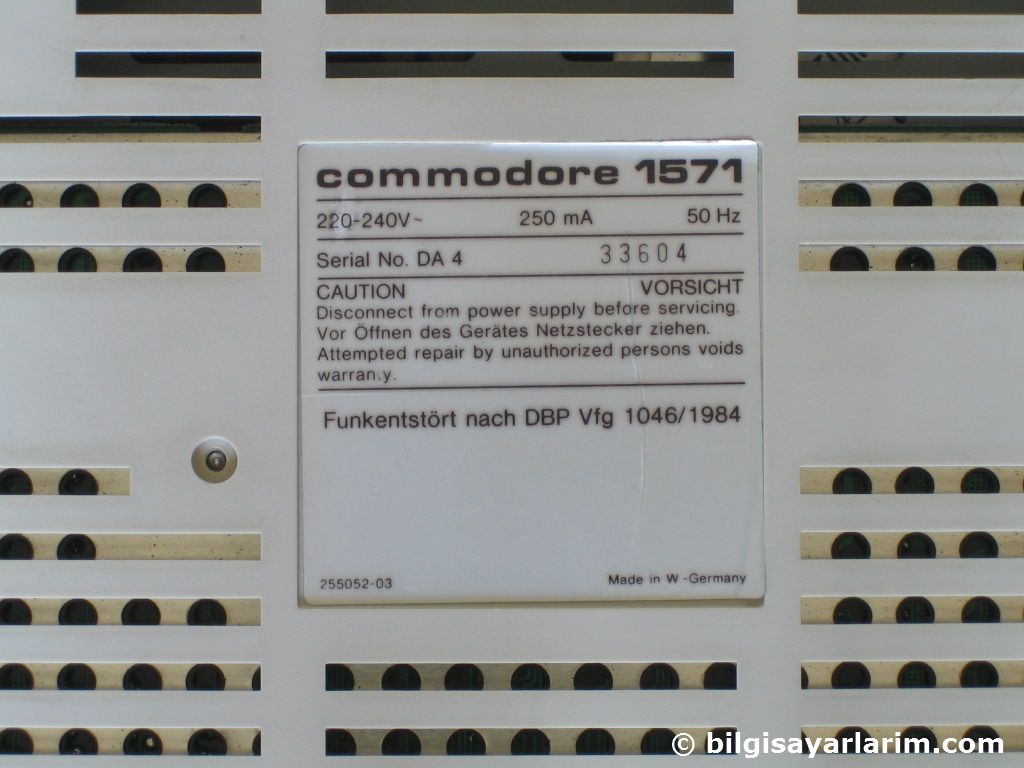 commodore 1571
220-240V~ 250 mA 50 Hz
Serial No. DA 4 33604
CAUTION VORSICHT
Disconnect from power supply before servicing.
Vor Öffnen des Gerätes Netzstecker ziehen.
Attempted repair by unauthorized persons voids
warranty.
Funkentstört nach DBP Vfg 1046/1984
255052-03 Made in W.-Germany
© bilgisayarlarim.com